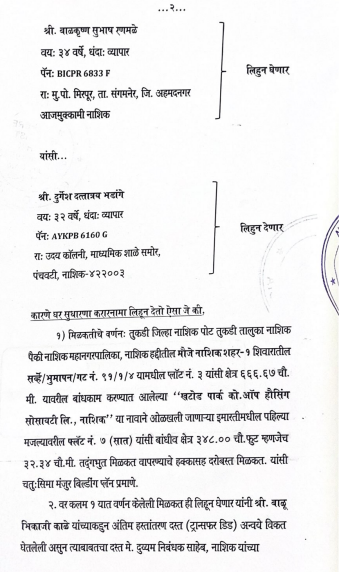 ...२...
श्री. बाळकृष्ण सुभाष रणमळे
वय: ३४ वर्षे, धंदा: व्यापार
पॅन: BICPR 6833 F
लिहुन घेणार
रा: मु.पो. मिरपूर, ता. संगमनेर, जि. अहमदनगर
आजमुक्कामी नाशिक
यांसी...
श्री. दुर्गेश दत्तात्रय भडांगे
वय: ३२ वर्षे, धंदा: व्यापार
पॅन: AYKPB 6160 G
लिहुन देणार
रा: उदय कॉलनी, माध्यमिक शाळे समोर,
पंचवटी, नाशिक-४२२००३
कारणे घर सुधारणा करारनामा लिहून देतो ऐसा जे की,
१) मिळकतीचे वर्णन: तुकडी जिल्हा नाशिक पोट तुकडी तालुका नाशिक
पैकी नाशिक महानगरपालिका, नाशिक हद्दीतील मौजे नाशिक शहर-१ शिवारातील
सर्व्हे/भुमापन/गट नं. ९१/१/४ यामधील प्लॉट नं. ३ यांसी क्षेत्र ६६६.६७ चौ.
मी. यावरील बांधकाम करण्यात आलेल्या "खटोड पार्क को.ऑप हौसिंग
सोसायटी लि., नाशिक" या नावाने ओळखली जाणाऱ्या इमारतीमधील पहिल्या
मजल्यावरील फ्लॅट नं. ७ (सात) यांसी बांधीव क्षेत्र ३४८.०० चौ.फुट म्हणजेच
३२.३४ चौ.मी. तदंगभुत मिळकत वापरण्याचे हक्कासह दरोबस्त मिळकत. यांसी
चतु:सिमा मंजुर बिल्डींग प्लॅन प्रमाणे.
२. वर कलम १ यात वर्णन केलेली मिळकत ही लिहून घेणार यांनी श्री. बाळू
भिकाजी काळे यांच्याकडुन अंतिम हस्तांतरण दस्त (ट्रान्सफर डिड) अन्वये विकत
घेतलेली असुन त्याबाबतचा दस्त मे. दुय्यम निबंधक साहेब, नाशिक यांच्या